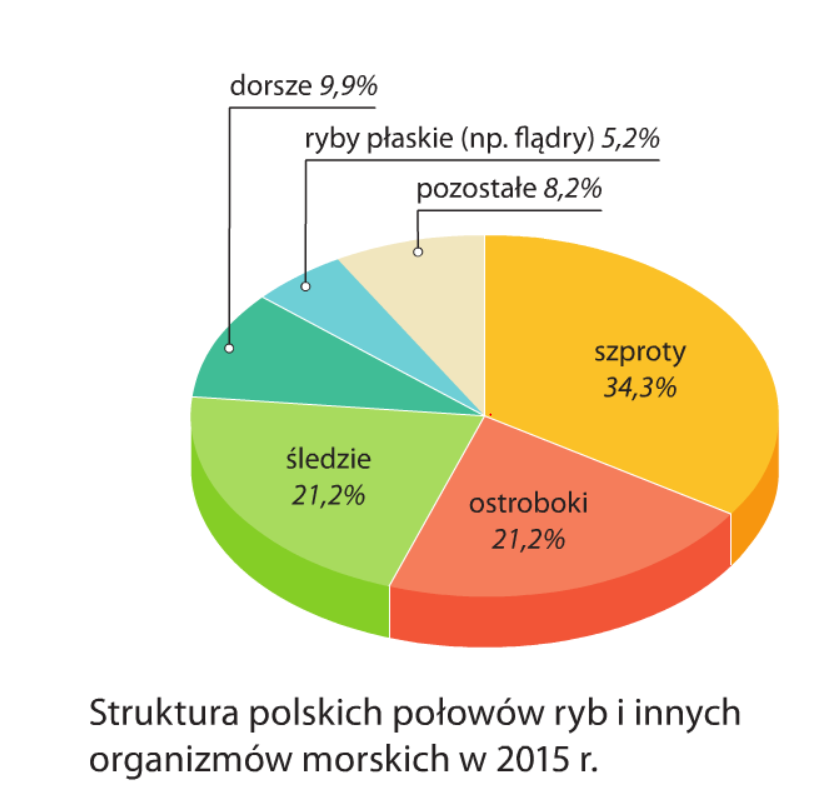 dorsze 9,9%
ryby płaskie (np. flądry) 5,2%
pozostałe 8,2%
szproty
34,3%
śledzie
21,2%
ostroboki
21,2%
Struktura polskich połowów ryb i innych
organizmów morskich w 2015 r.